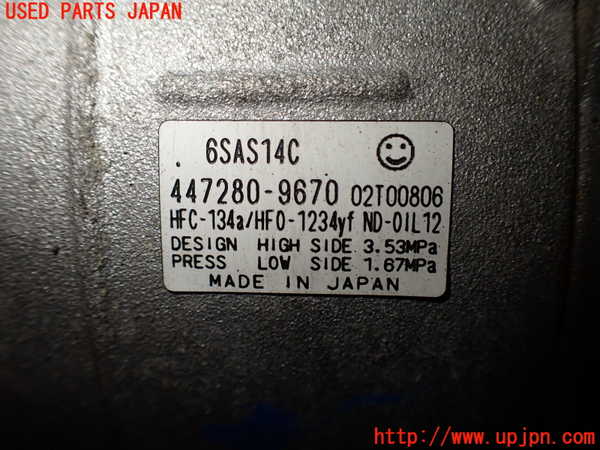 USED PARTS JAPAN
6SAS14C
447280-9670 02T00806
HFC-134a/HFO-1234yf ND-OIL12
DESIGN HIGH SIDE 3.53MPa
PRESS LOW SIDE 1.67MPa
MADE IN JAPAN
http://www.upjpn.com/